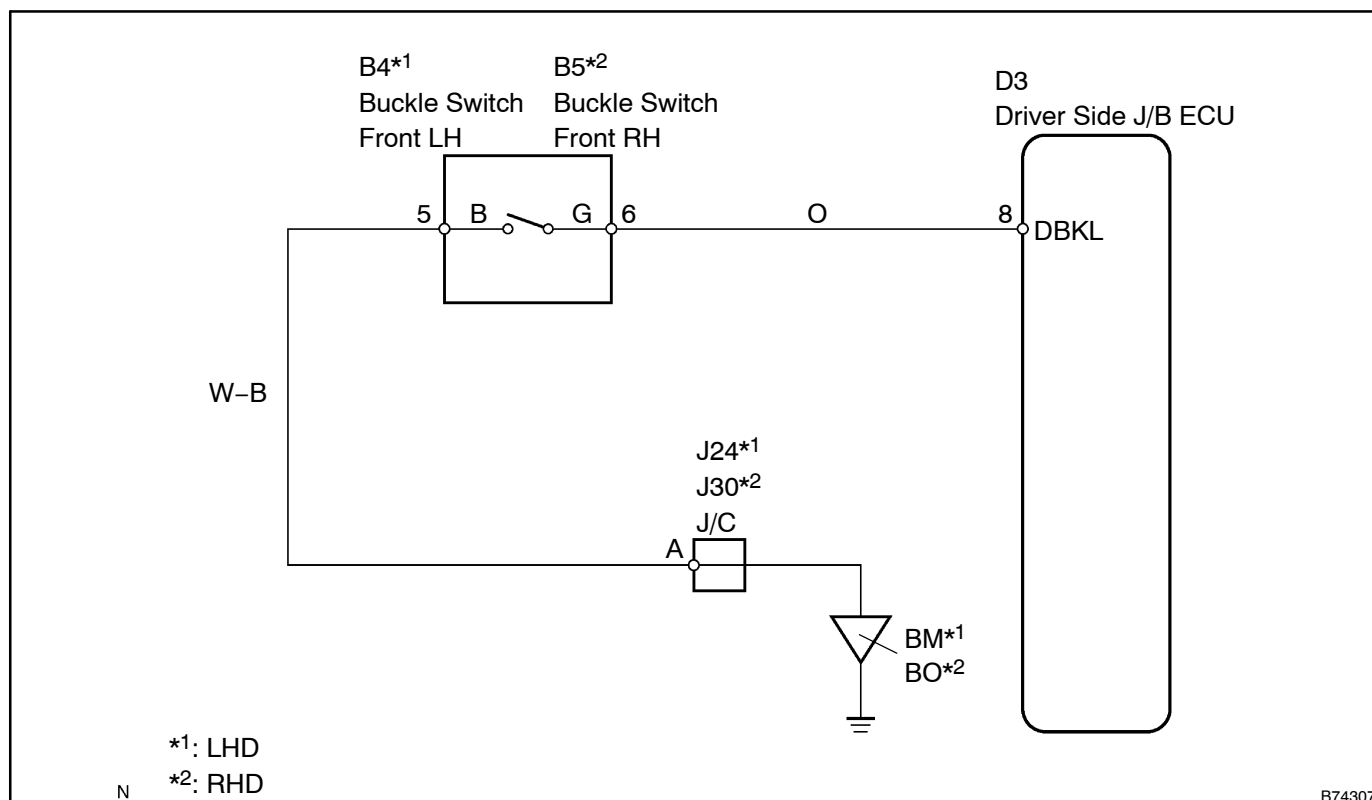 B4*1
Buckle Switch
Front LH
B5*2
Buckle Switch
Front RH
D3
Driver Side J/B ECU
5
B
G
6
O
8
DBKL
W–B
J24*1
J30*2
J/C
A
BM*1
BO*2
*1: LHD
*2: RHD
N
B74307